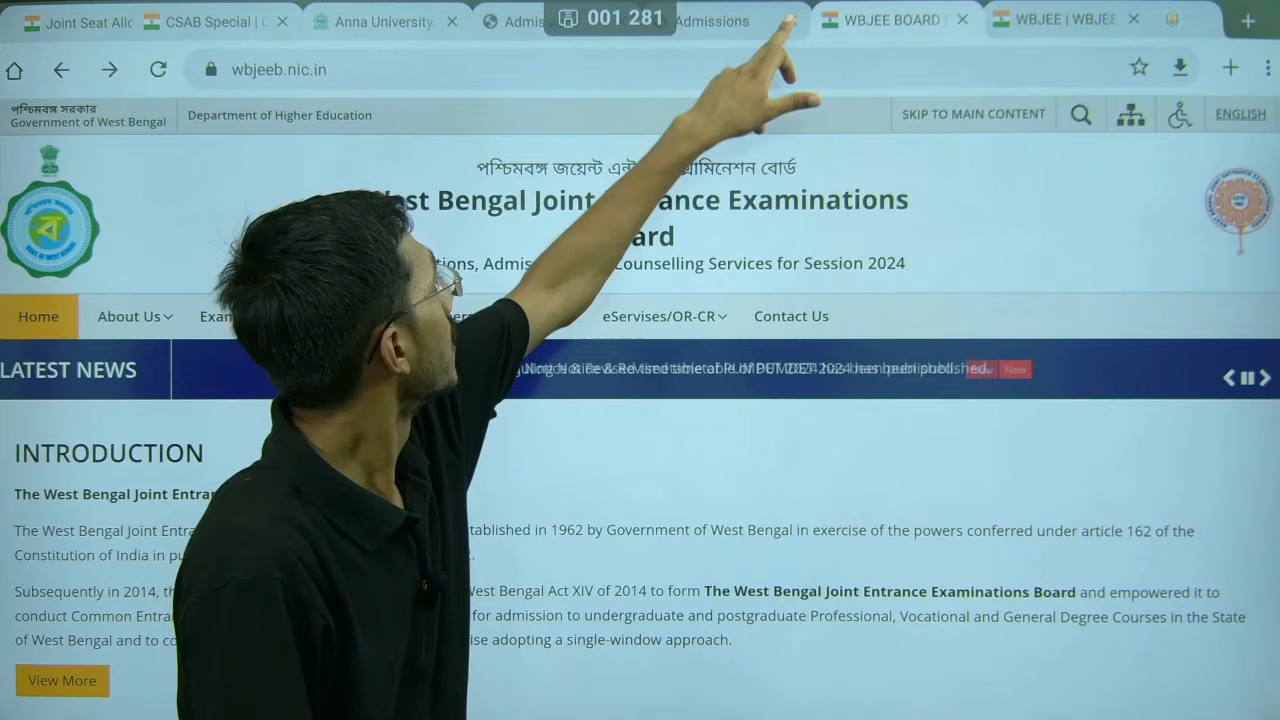 Joint Seat Allo
CSAB Special | C
Anna University,
Admiss
001 281
Admissions
WBJEE BOARD
WBJEE | WBJEE
wbjeeb.nic.in
পশ্চিমবঙ্গ সরকার
Government of West Bengal
Department of Higher Education
SKIP TO MAIN CONTENT
ENGLISH
পশ্চিমবঙ্গ জয়েন্ট
বোর্ড
st Bengal Joint
ance Examinations
ard
tions, Admis
Counselling Services for Session 2024
Home
About Us
Exan
eServises/OR-CR
Contact Us
LATEST NEWS
New
INTRODUCTION
The West Bengal Joint Entra
The West Bengal Joint Entra
tablished in 1962 by Government of West Bengal in exercise of the powers conferred under article 162 of the
Constitution of India in pu
Subsequently in 2014, th
West Bengal Act XIV of 2014 to form The West Bengal Joint Entrance Examinations Board and empowered it to
conduct Common Entran
for admission to undergraduate and postgraduate Professional, Vocational and General Degree Courses in the State
of West Bengal and to co
ise adopting a single-window approach.
View More